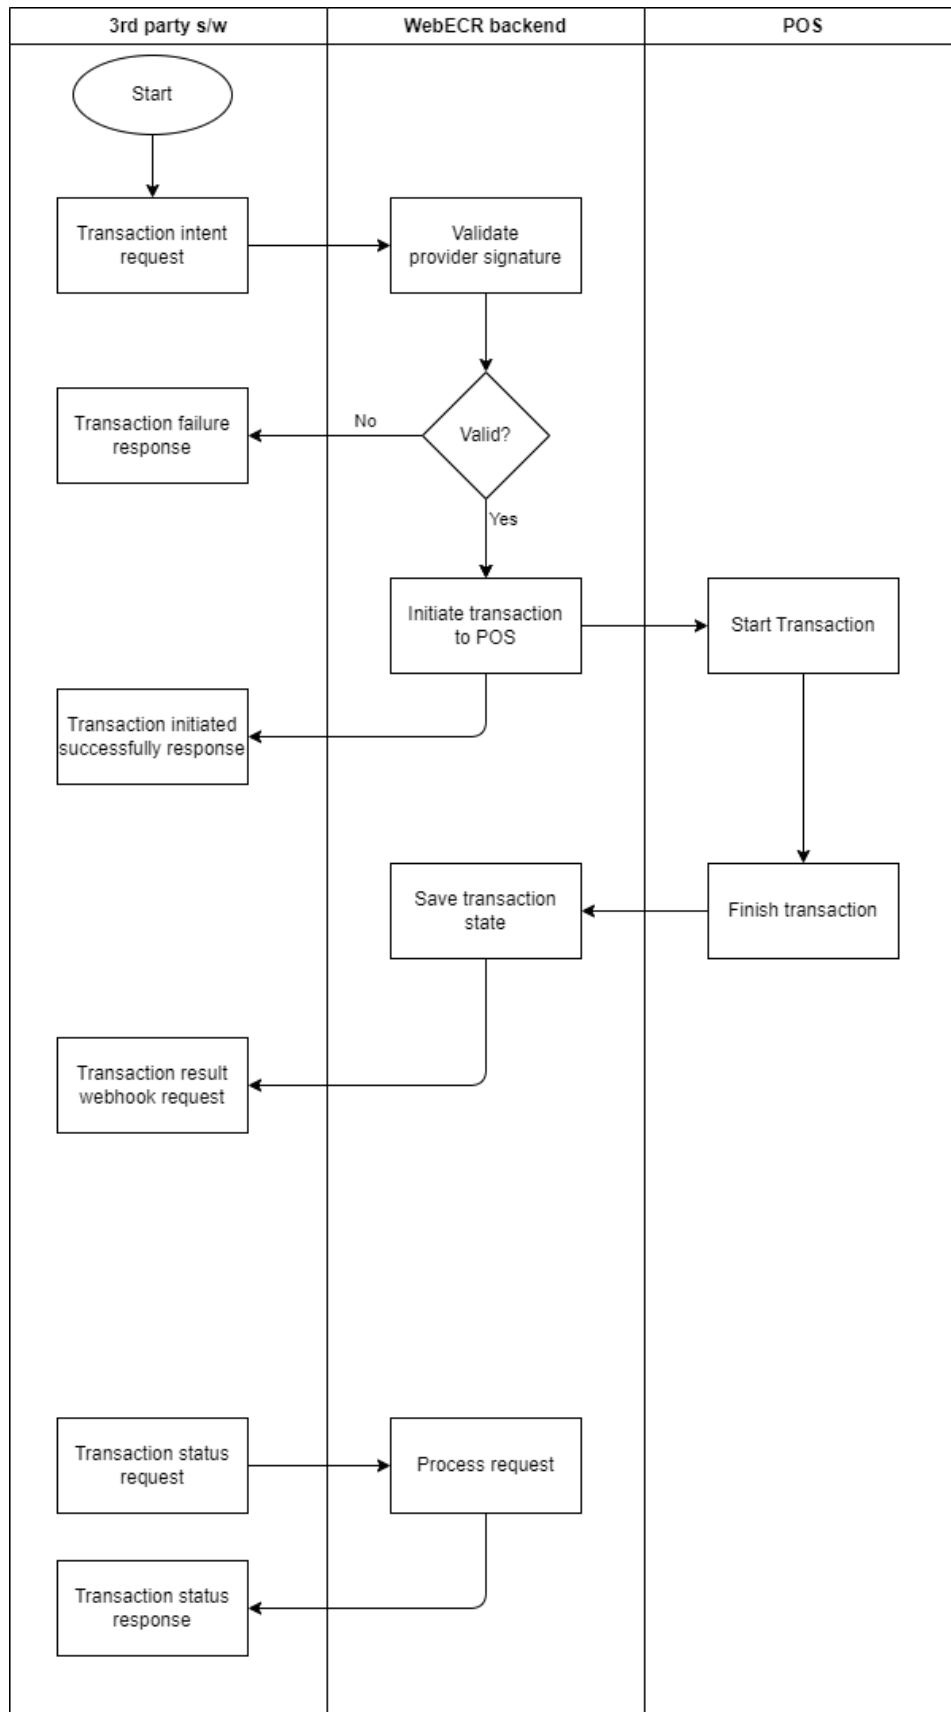 3rd party s/w
WebECR backend
POS
Start
Transaction intent
request
Validate
provider signature
Transaction failure
response
No
Valid?
Yes
Initiate transaction
to POS
Start Transaction
Transaction initiated
successfully response
Save transaction
state
Finish transaction
Transaction result
webhook request
Transaction status
request
Process request
Transaction status
response